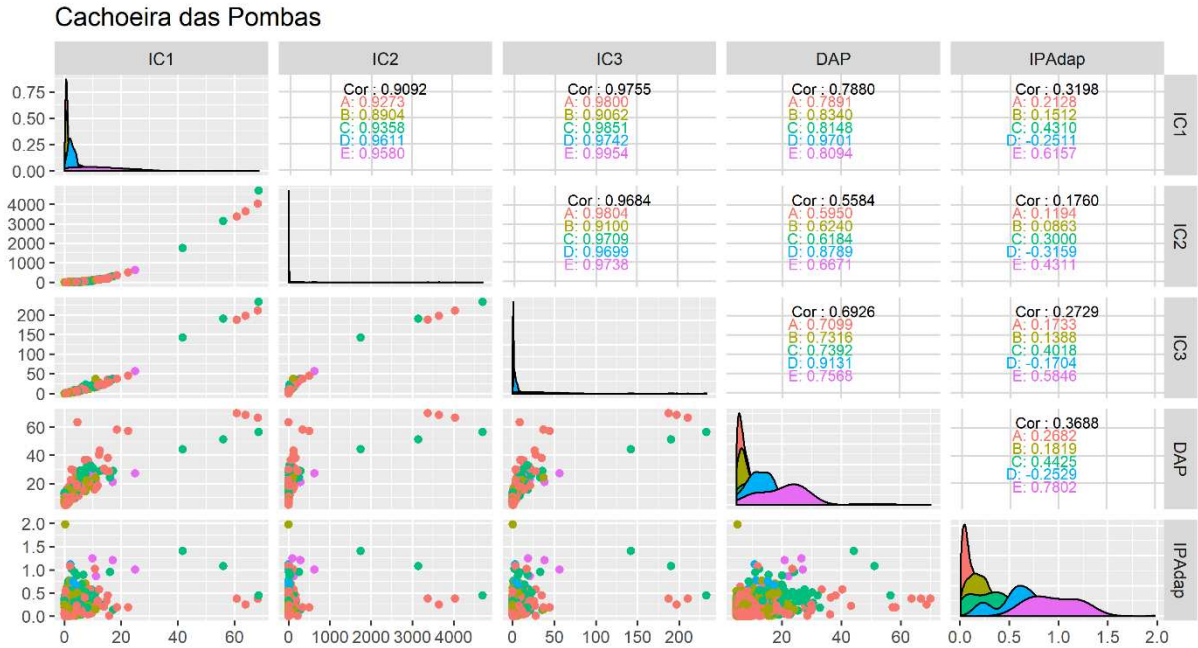 Cachoeira das Pombas
IC1 IC2 IC3 DAP IPAdap
Cor : 0.9092 Cor : 0.9755 Cor : 0.7880 Cor : 0.3198
A: 0.9273 A: 0.9800 A: 0.7891 A: 0.2128
B: 0.8904 B: 0.9062 B: 0.8340 B: 0.1512
C: 0.9358 C: 0.9851 C: 0.8148 C: 0.4310
D: 0.9611 D: 0.9742 D: 0.9701 D: -0.2511
E: 0.9580 E: 0.9954 E: 0.8094 E: 0.6157
0.75
0.50
0.25
0.00
IC1
Cor : 0.9684 Cor : 0.5584 Cor : 0.1760
A: 0.9804 A: 0.5950 A: 0.1194
B: 0.9100 B: 0.6240 B: 0.0863
C: 0.9709 C: 0.6184 C: 0.3000
D: 0.9699 D: 0.8789 D: -0.3159
E: 0.9738 E: 0.6671 E: 0.4311
4000
3000
2000
1000
0
IC2
Cor : 0.6926 Cor : 0.2729
A: 0.7099 A: 0.1733
B: 0.7316 B: 0.1388
C: 0.7392 C: 0.4018
D: 0.9131 D: -0.1704
E: 0.7568 E: 0.5846
200
150
100
50
0
IC3
Cor : 0.3688
A: 0.2682
B: 0.1819
C: 0.4425
D: -0.2529
E: 0.7802
60
40
20
DAP
2.0
1.5
1.0
0.5
0.0
IPAdap
0 20 40 60 0 1000 2000 3000 4000 0 50 100 150 200 20 40 60 0.0 0.5 1.0 1.5 2.0